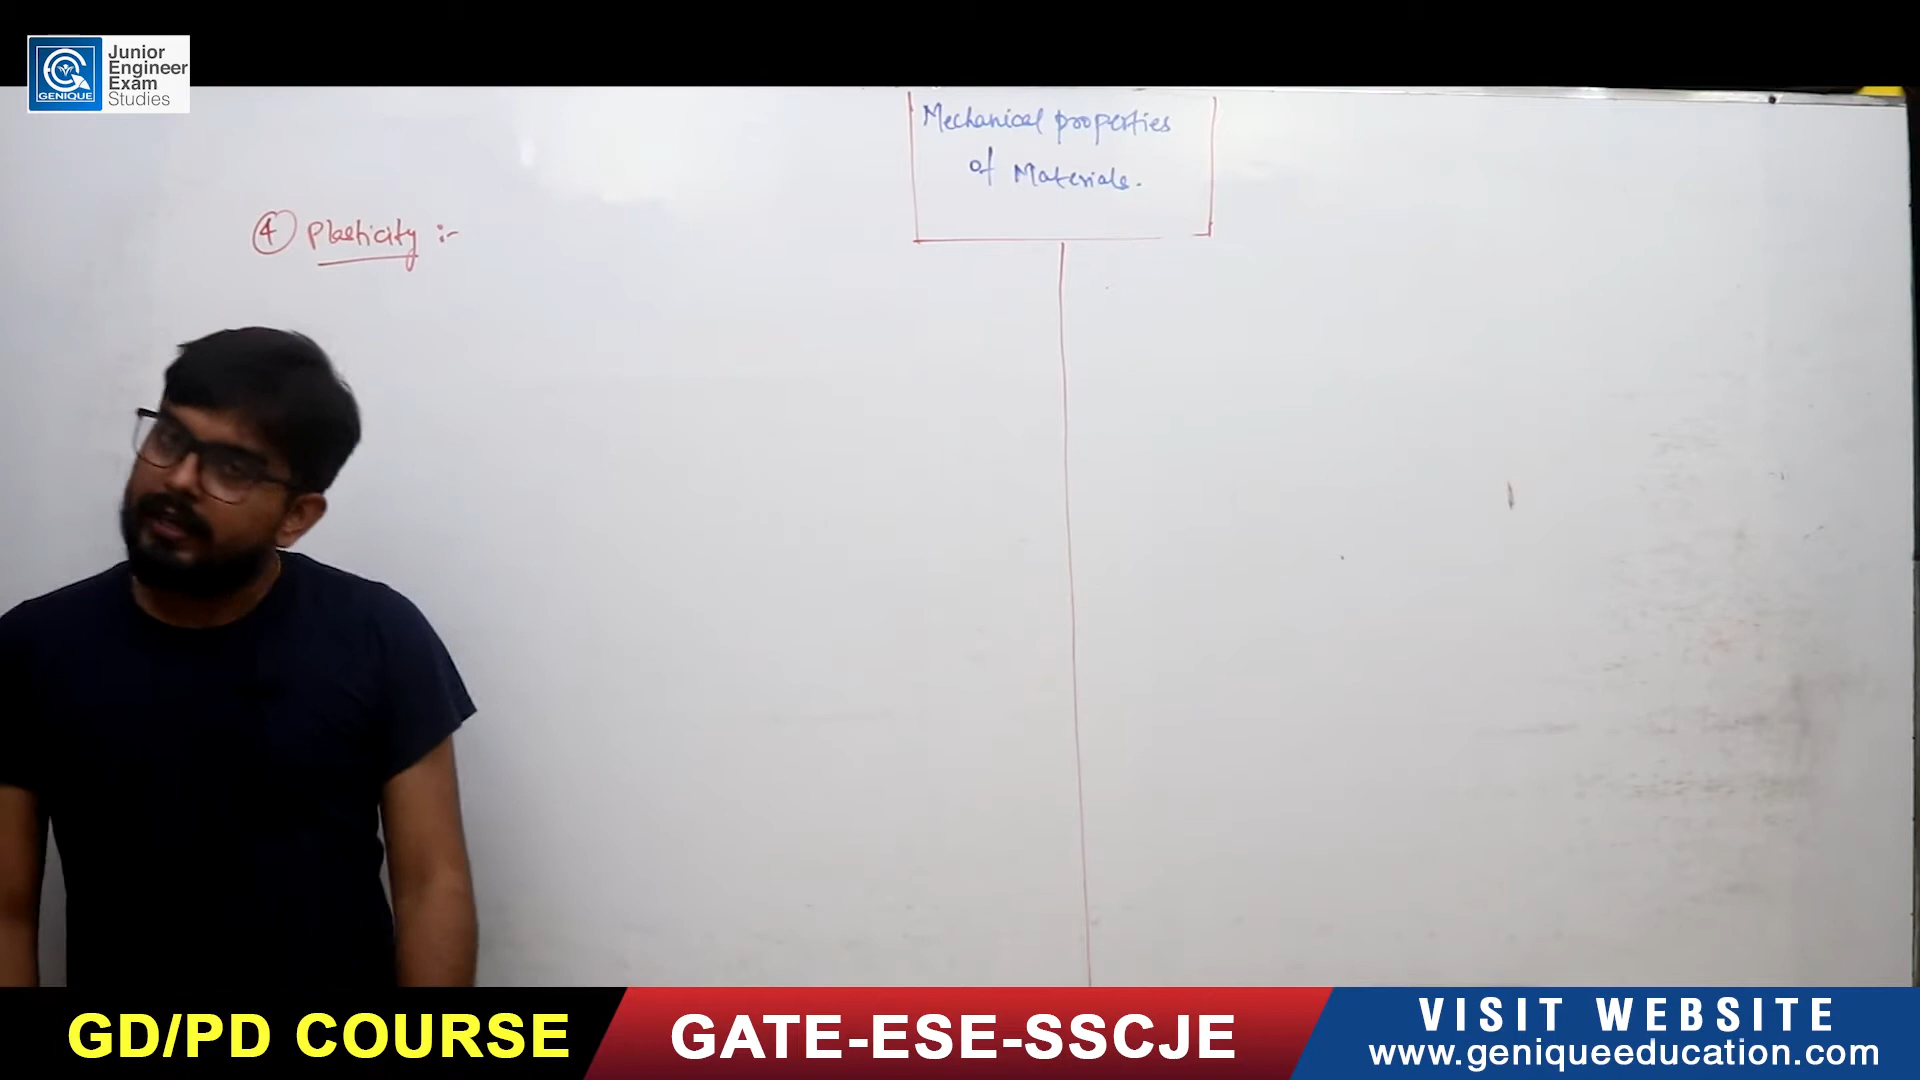 Junior
Engineer
Exam
Studies
GENIQUE
Mechanical properties
of Materials.
④ Plasticity :-
GD/PD COURSE
GATE-ESE-SSCJE
VISIT WEBSITE
www.geniqueeducation.com